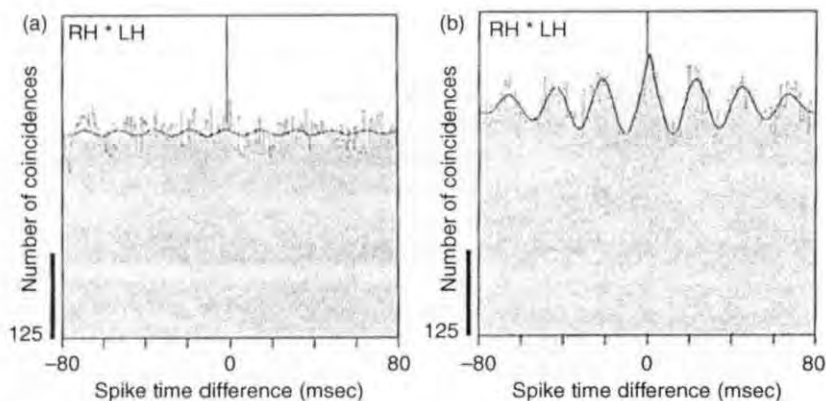 (a)
RH * LH
Number of coincidences
125
−80
0
80
Spike time difference (msec)
(b)
RH * LH
Number of coincidences
125
−80
0
80
Spike time difference (msec)